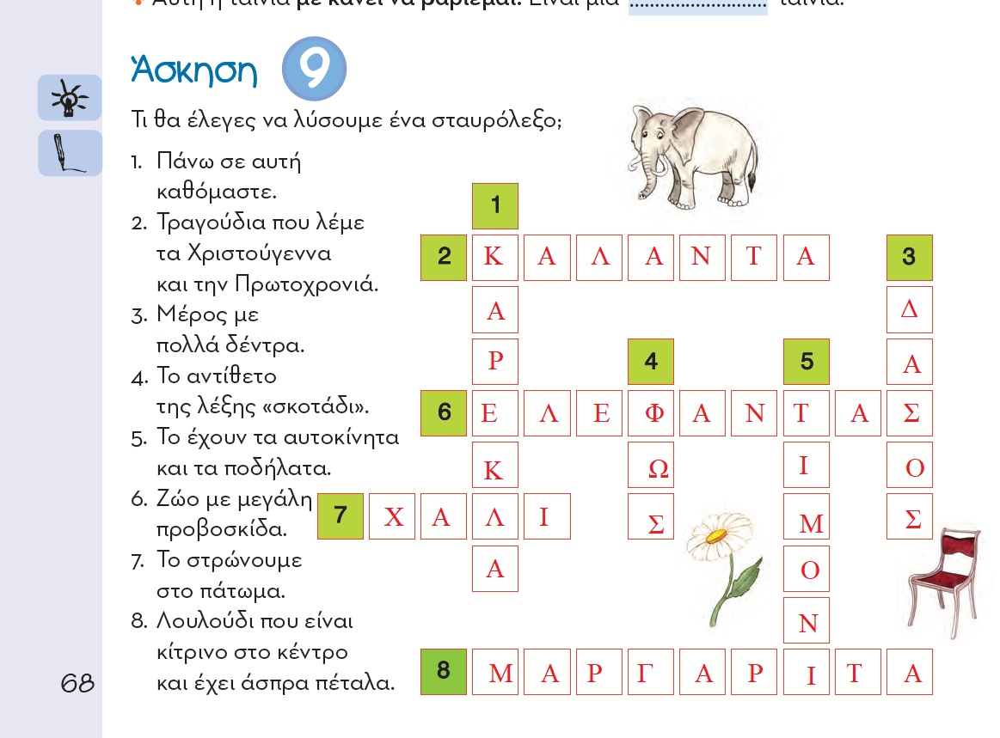 Αυτή η ταινία με κάνει να βαριέμαι. Είναι μια .............................. ταινία.
Άσκηση 9
Τι θα έλεγες να λύσουμε ένα σταυρόλεξο;
1. Πάνω σε αυτή
καθόμαστε.
2. Τραγούδια που λέμε
τα Χριστούγεννα
και την Πρωτοχρονιά.
3. Μέρος με
πολλά δέντρα.
4. Το αντίθετο
της λέξης «σκοτάδι».
5. Το έχουν τα αυτοκίνητα
και τα ποδήλατα.
6. Ζώο με μεγάλη
προβοσκίδα.
7. Το στρώνουμε
στο πάτωμα.
8. Λουλούδι που είναι
κίτρινο στο κέντρο
και έχει άσπρα πέταλα.
1
2 Κ Α Λ Α Ν Τ Α 3
Α Δ
Ρ 4 5 Α
6 Ε Λ Ε Φ Α Ν Τ Α Σ
Κ Ω Ι Ο
7 Χ Α Λ Ι Σ Μ Σ
Α Ο
Ν
8 Μ Α Ρ Γ Α Ρ Ι Τ Α
68